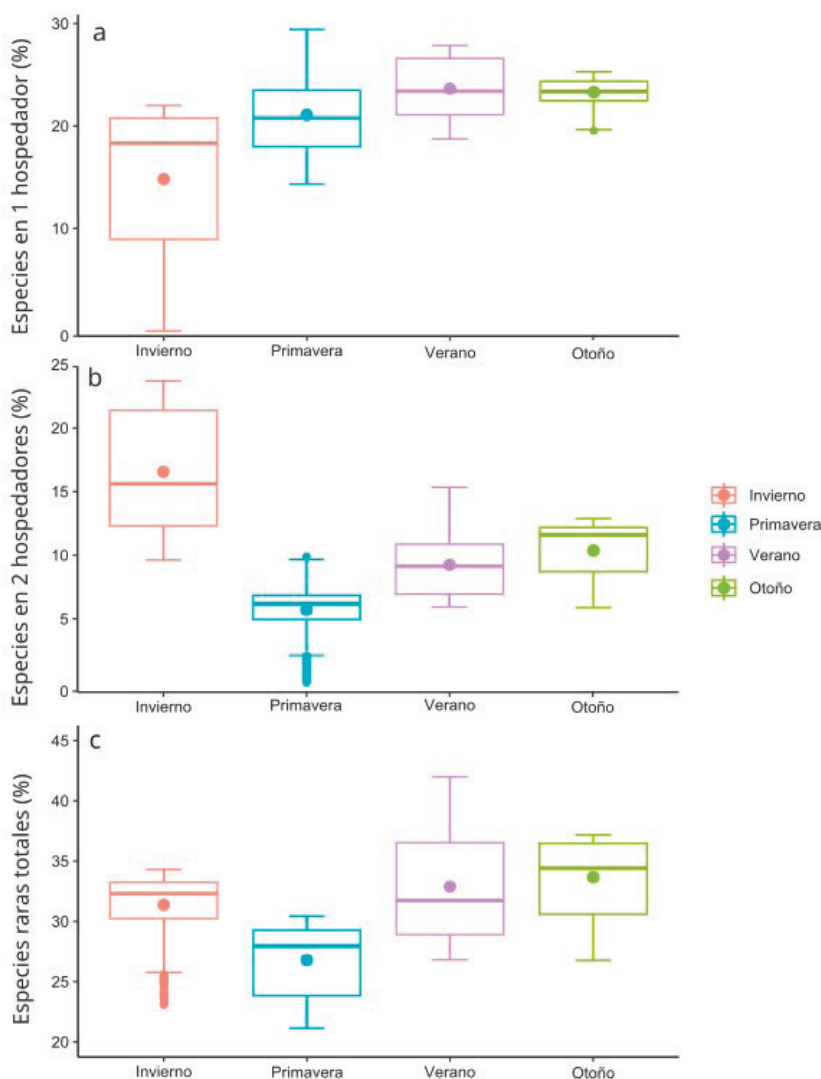 a
Especies en 1 hospedador (%)
30
20
10
0
Invierno Primavera Verano Otoño
b
Especies en 2 hospedadores (%)
25
20
15
10
5
0
Invierno Primavera Verano Otoño
Invierno
Primavera
Verano
Otoño
c
Especies raras totales (%)
45
40
35
30
25
20
Invierno Primavera Verano Otoño